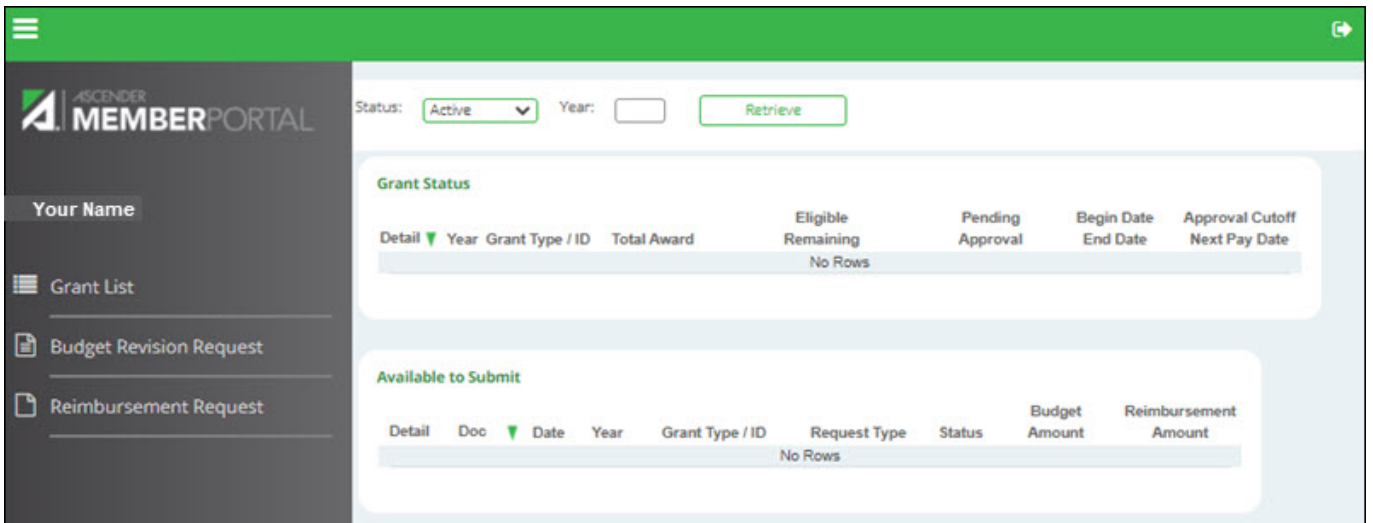 ASCENDER
MEMBERPORTAL
Your Name
Grant List
Budget Revision Request
Reimbursement Request
Status: Active Year: Retrieve
Grant Status
Detail Year Grant Type / ID Total Award Eligible Remaining Pending Approval Begin Date End Date Approval Cutoff Next Pay Date
No Rows
Available to Submit
Detail Doc Date Year Grant Type / ID Request Type Status Budget Amount Reimbursement Amount
No Rows